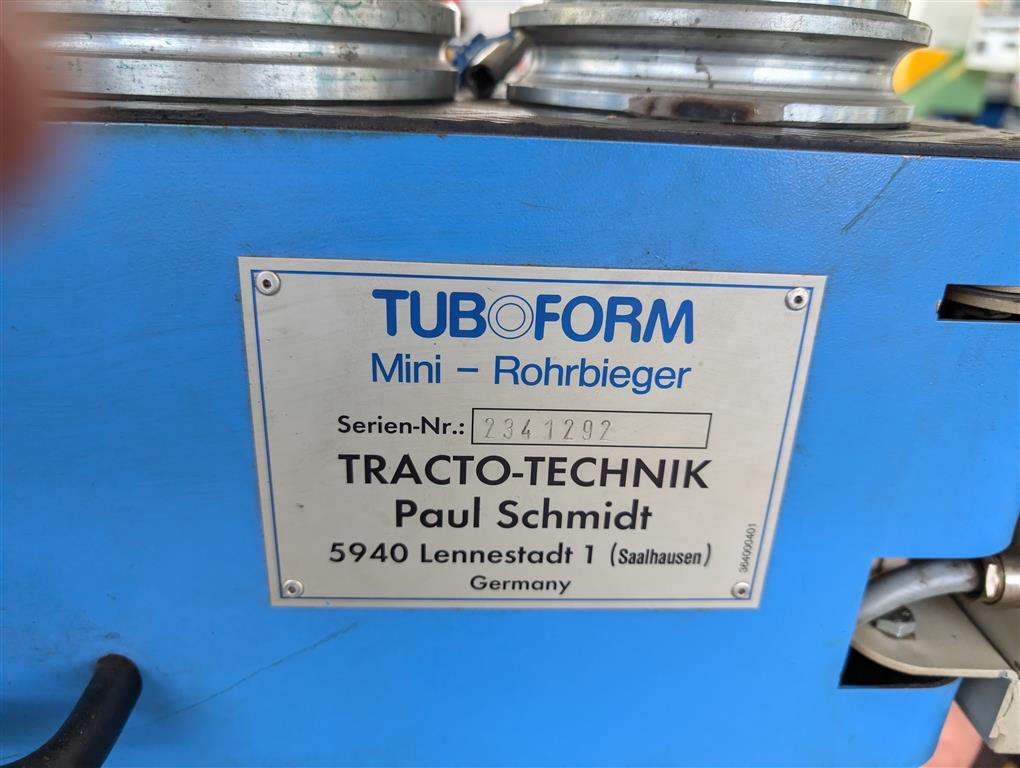 TUBOFORM
Mini - Rohrbieger
Serien-Nr.: 2341292
TRACTO-TECHNIK
Paul Schmidt
5940 Lennestadt 1 (Saalhausen)
Germany
364000401